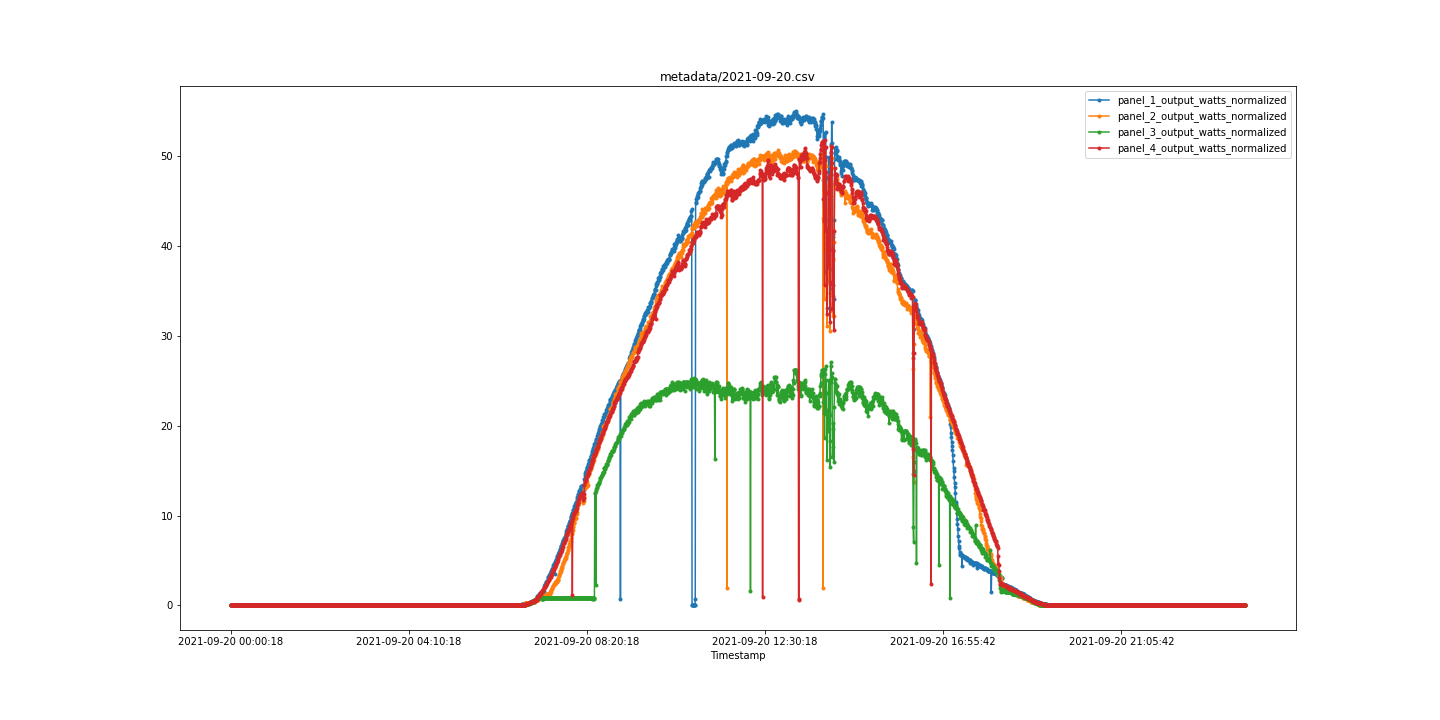 metadata/2021-09-20.csv
panel_1_output_watts_normalized
panel_2_output_watts_normalized
panel_3_output_watts_normalized
panel_4_output_watts_normalized
50
40
30
20
10
0
2021-09-20 00:00:18 2021-09-20 04:10:18 2021-09-20 08:20:18 2021-09-20 12:30:18 2021-09-20 16:55:42 2021-09-20 21:05:42
Timestamp